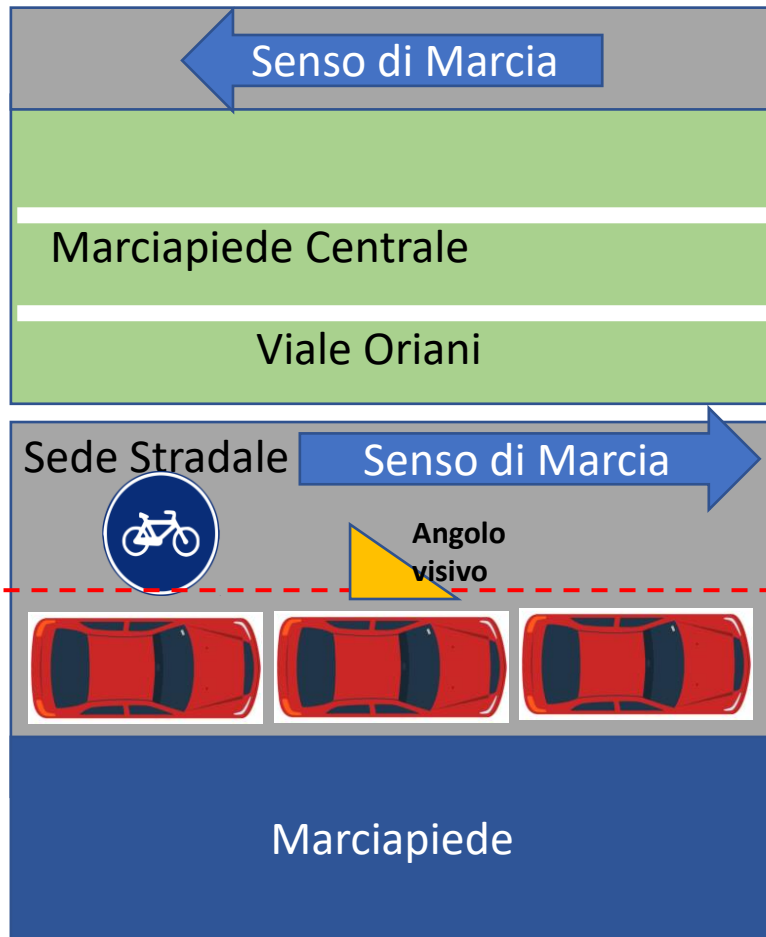 Senso di Marcia
Marciapiede Centrale
Viale Oriani
Sede Stradale
Senso di Marcia
Angolo
visivo
Marciapiede